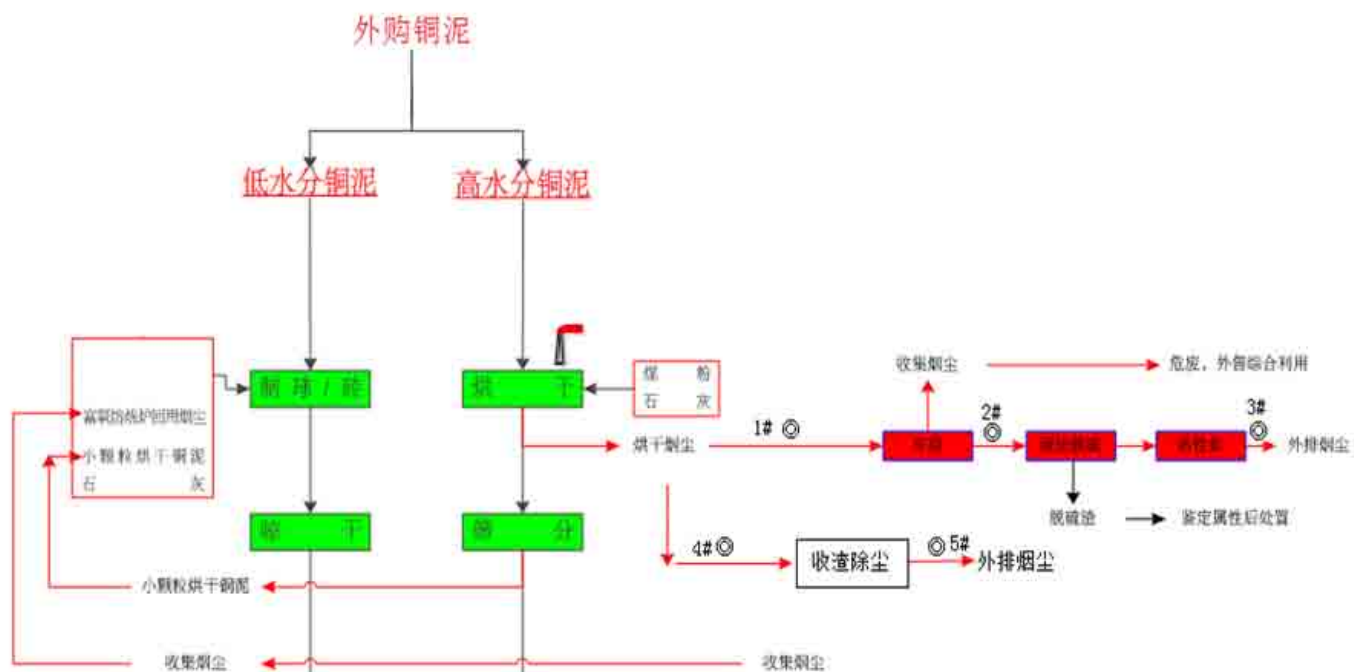 外购铜泥
低水分铜泥
高水分铜泥
制 球 / 砖
烘 干
煤 粉
石 灰
收集烟尘
危废，外售综合利用
富氧熔炼炉回用烟尘
小颗粒烘干铜泥
石 灰
烘干烟尘
1#
2#
3#
外排烟尘
晾 干
筛 分
脱硫渣
鉴定属性后处置
4#
收渣除尘
5#
外排烟尘
小颗粒烘干铜泥
收集烟尘
收集烟尘